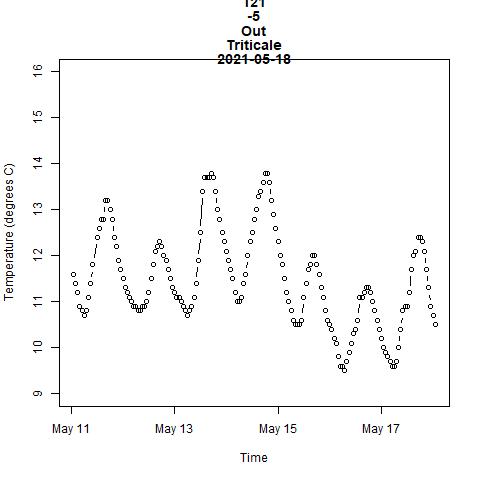 121
-5
Out
Triticale
2021-05-18
16
15
14
13
12
11
10
9
Temperature (degrees C)
May 11
May 13
May 15
May 17
Time